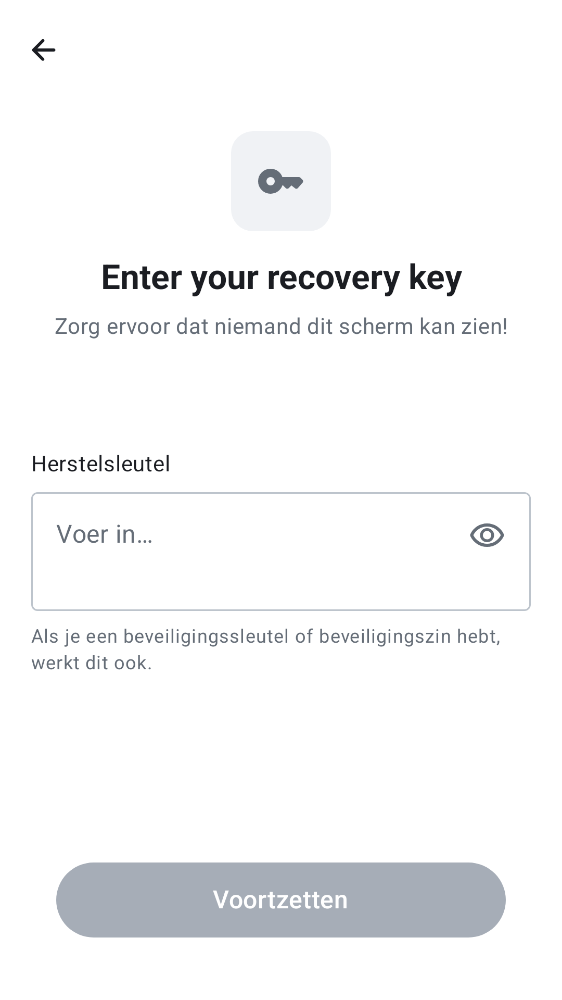 Enter your recovery key
Zorg ervoor dat niemand dit scherm kan zien!
Herstelsleutel
Voer in...
Als je een beveiligingssleutel of beveiligingszin hebt,
werkt dit ook.
Voortzetten